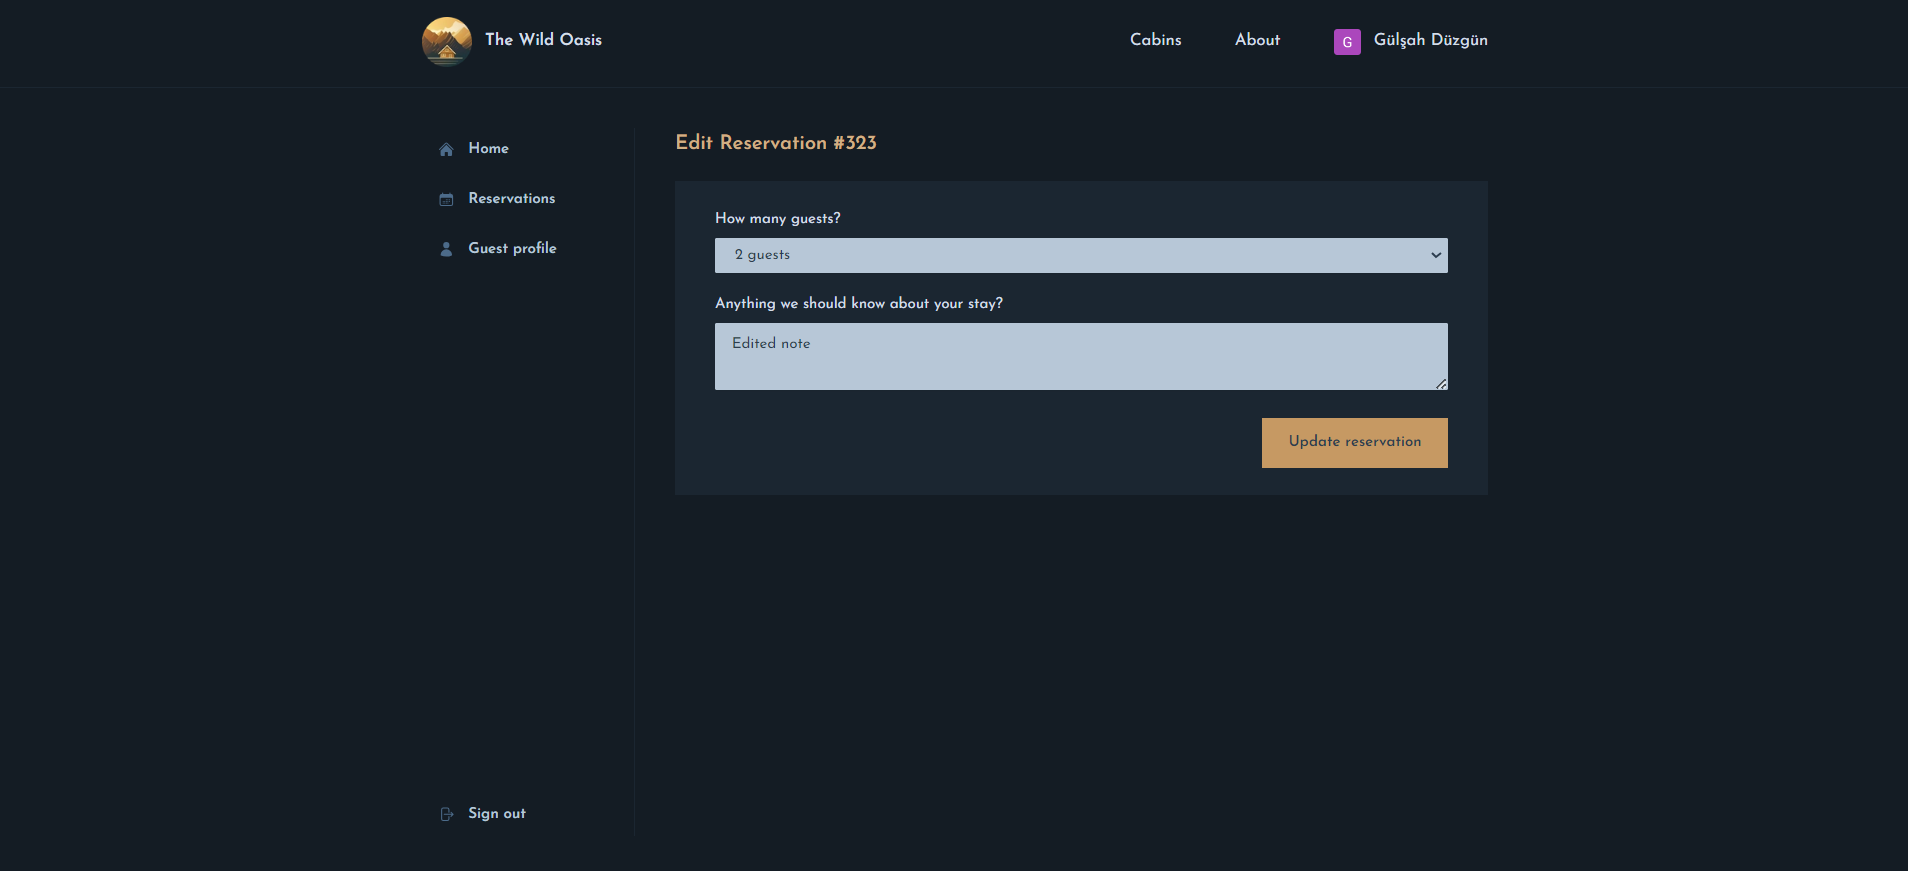 The Wild Oasis
Cabins
About
G
Gülşah Düzgün
Home
Reservations
Guest profile
Sign out
Edit Reservation #323
How many guests?
2 guests
Anything we should know about your stay?
Edited note
Update reservation